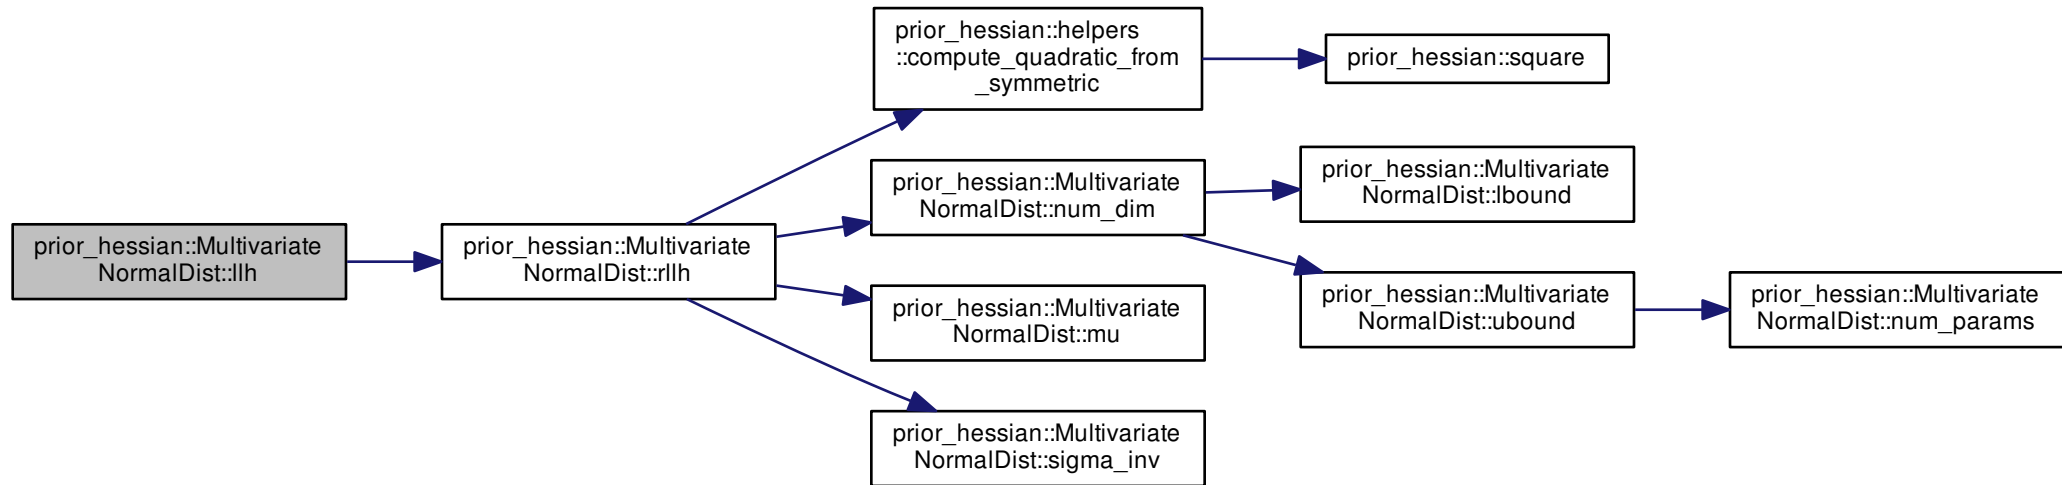 prior_hessian::Multivariate
NormalDist::llh
prior_hessian::Multivariate
NormalDist::rllh
prior_hessian::helpers
::compute_quadratic_from
_symmetric
prior_hessian::square
prior_hessian::Multivariate
NormalDist::num_dim
prior_hessian::Multivariate
NormalDist::lbound
prior_hessian::Multivariate
NormalDist::ubound
prior_hessian::Multivariate
NormalDist::num_params
prior_hessian::Multivariate
NormalDist::mu
prior_hessian::Multivariate
NormalDist::sigma_inv